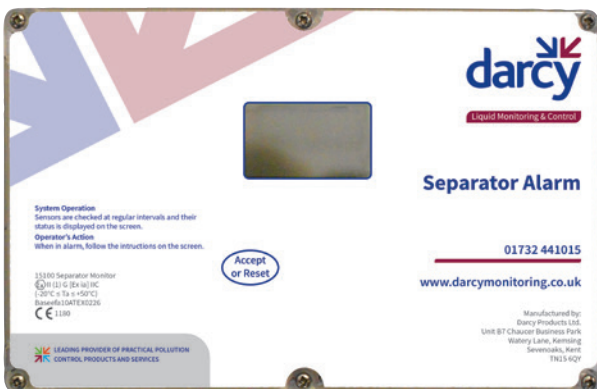 darcy
Liquid Monitoring & Control
Separator Alarm
System Operation
Sensors are checked at regular intervals and their
status is displayed on the screen.
Operator's Action
When in alarm, follow the intructions on the screen.
Accept
or Reset
01732 441015
www.darcymonitoring.co.uk
15100 Separator Monitor
II (1) G [Ex ia] IIC
(-20°C ≤ Ta ≤ +50°C)
Baseefa10ATEX0226
CE 1180
Manufactured by:
Darcy Products Ltd.
Unit B7 Chaucer Business Park
Watery Lane, Kemsing
Sevenoaks, Kent
TN15 6QY
LEADING PROVIDER OF PRACTICAL POLLUTION
CONTROL PRODUCTS AND SERVICES